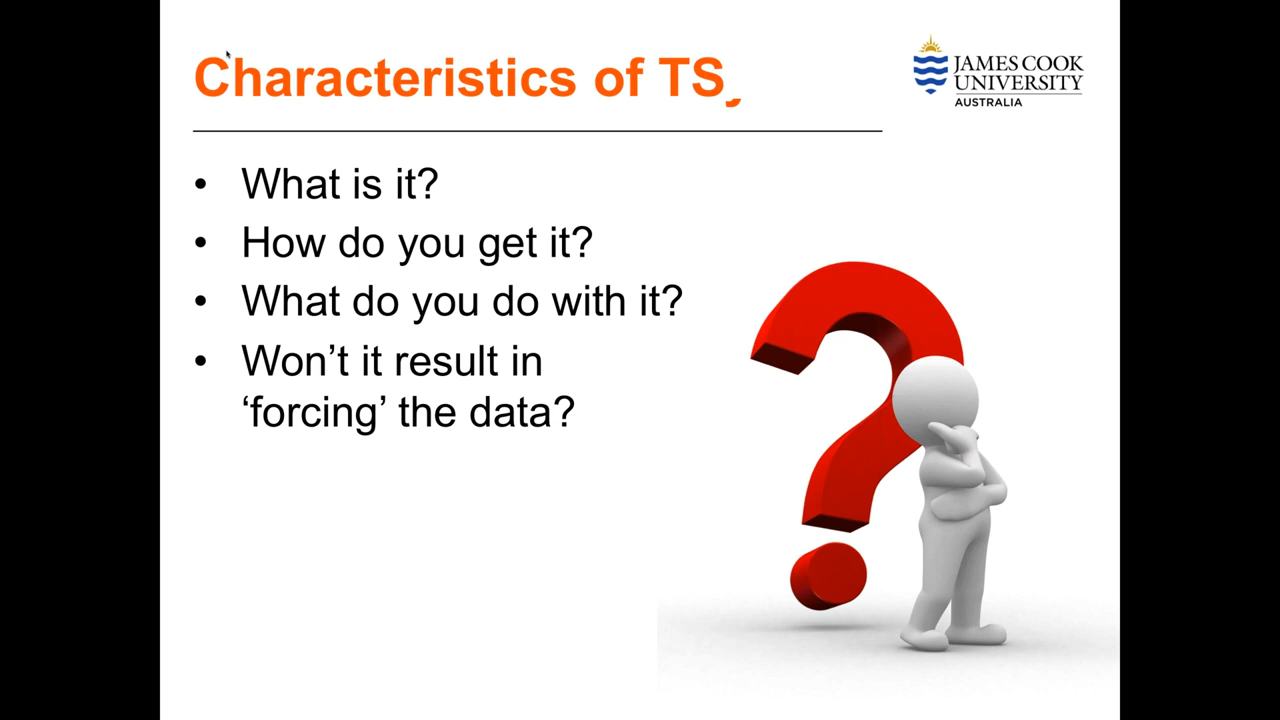 Characteristics of TS
JAMES COOK
UNIVERSITY
AUSTRALIA
• What is it?
• How do you get it?
• What do you do with it?
• Won’t it result in
‘forcing’ the data?